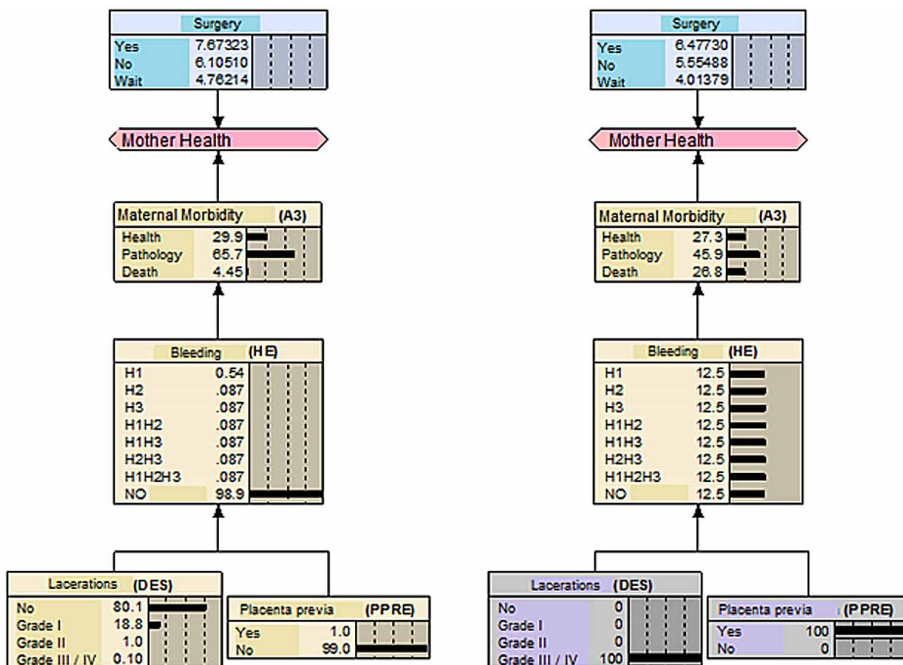 Surgery
Yes 7.67323
No 6.10510
Wait 4.76214
Mother Health
Maternal Morbidity (A3)
Health 29.9
Pathology 65.7
Death 4.45
Bleeding (HE)
H1 0.54
H2 .087
H3 .087
H1H2 .087
H1H3 .087
H2H3 .087
H1H2H3 .087
NO 98.9
Lacerations (DES)
No 80.1
Grade I 18.8
Grade II 1.0
Grade III / IV 0.10
Placenta previa (PPRE)
Yes 1.0
No 99.0
Surgery
Yes 6.47730
No 5.55488
Wait 4.01379
Mother Health
Maternal Morbidity (A3)
Health 27.3
Pathology 45.9
Death 26.8
Bleeding (HE)
H1 12.5
H2 12.5
H3 12.5
H1H2 12.5
H1H3 12.5
H2H3 12.5
H1H2H3 12.5
NO 12.5
Lacerations (DES)
No 0
Grade I 0
Grade II 0
Grade III / IV 100
Placenta previa (PPRE)
Yes 100
No 0